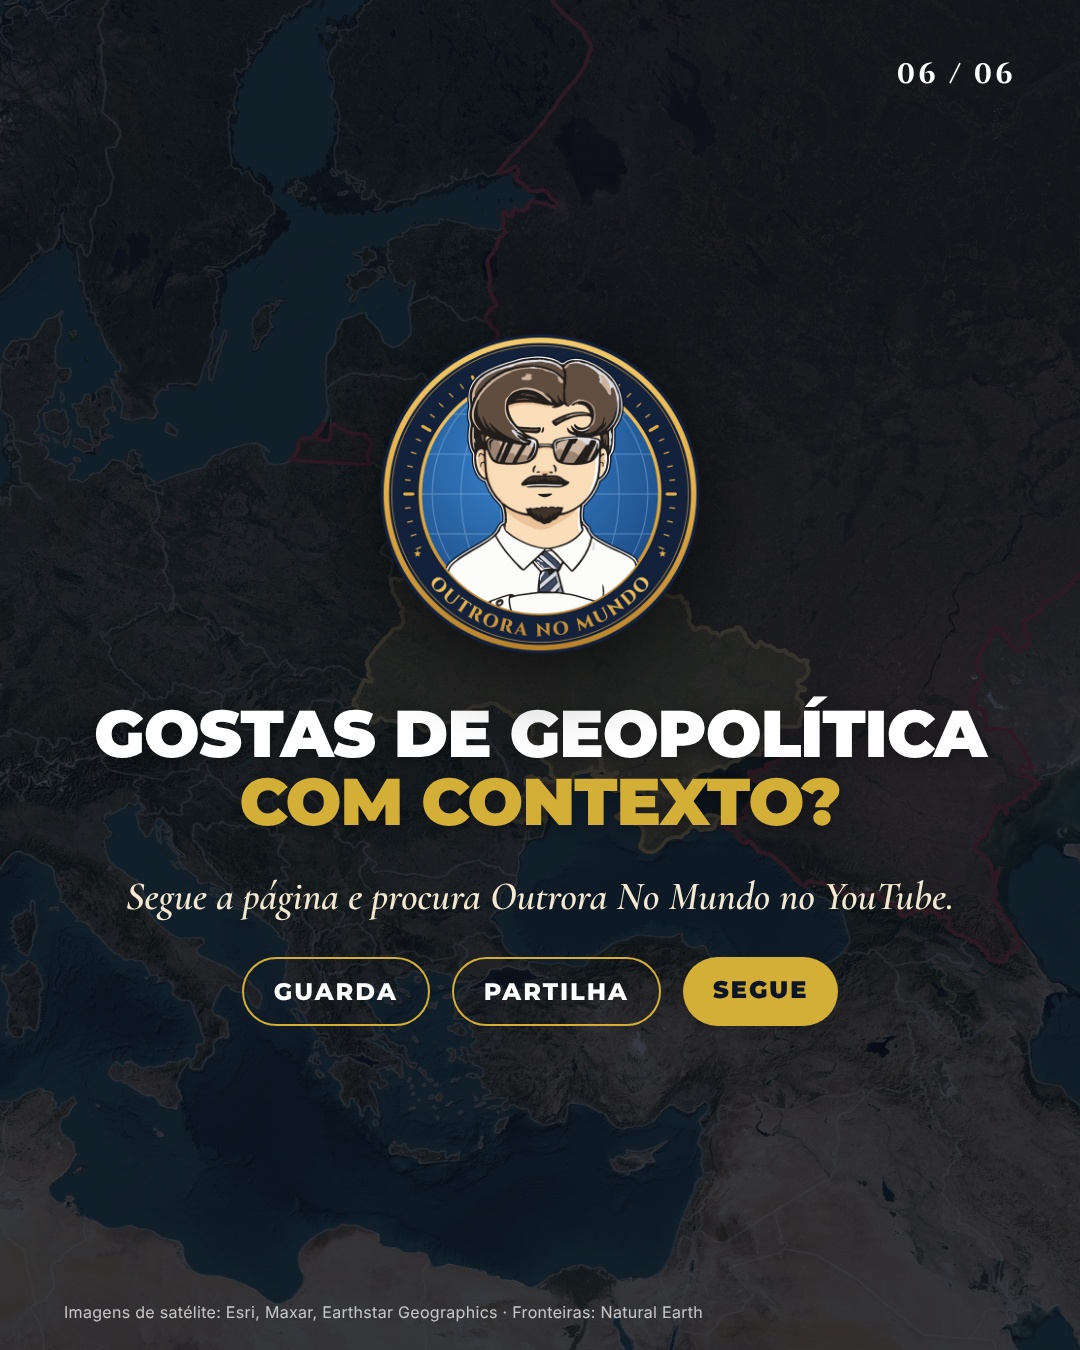 06 / 06
OUTRORA NO MUNDO
GOSTAS DE GEOPOLÍTICA
COM CONTEXTO?
Segue a página e procura Outrora No Mundo no YouTube.
GUARDA
PARTILHA
SEGUE
Imagens de satélite: Esri, Maxar, Earthstar Geographics · Fronteiras: Natural Earth